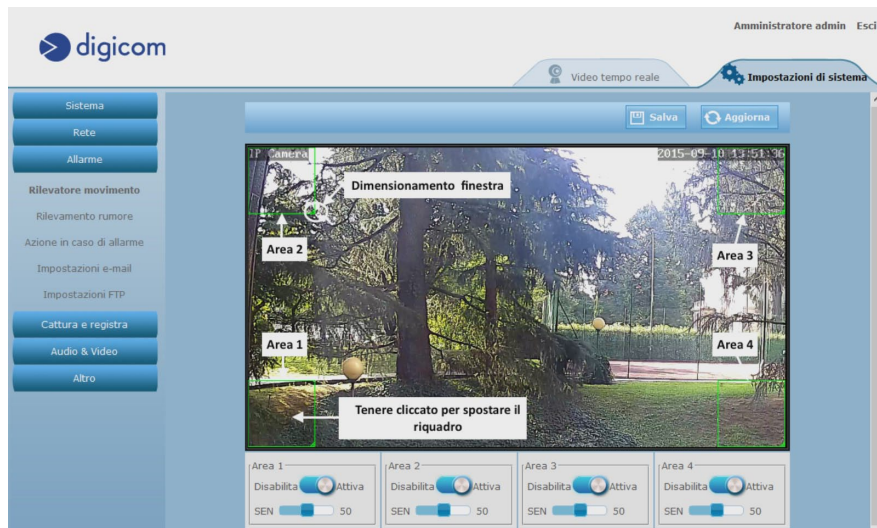 digicom
Amministratore admin Esci
Video tempo reale
Impostazioni di sistema
Sistema
Rete
Allarme
Rilevatore movimento
Rilevamento rumore
Azione in caso di allarme
Impostazioni e-mail
Impostazioni FTP
Cattura e registra
Audio & Video
Altro
Salva
Aggiorna
IP Camera
2015-09-10 13:51:36
Dimensionamento finestra
Area 2
Area 3
Area 1
Area 4
Tenere cliccato per spostare il
riquadro
Area 1
Disabilita Attiva
SEN 50
Area 2
Disabilita Attiva
SEN 50
Area 3
Disabilita Attiva
SEN 50
Area 4
Disabilita Attiva
SEN 50